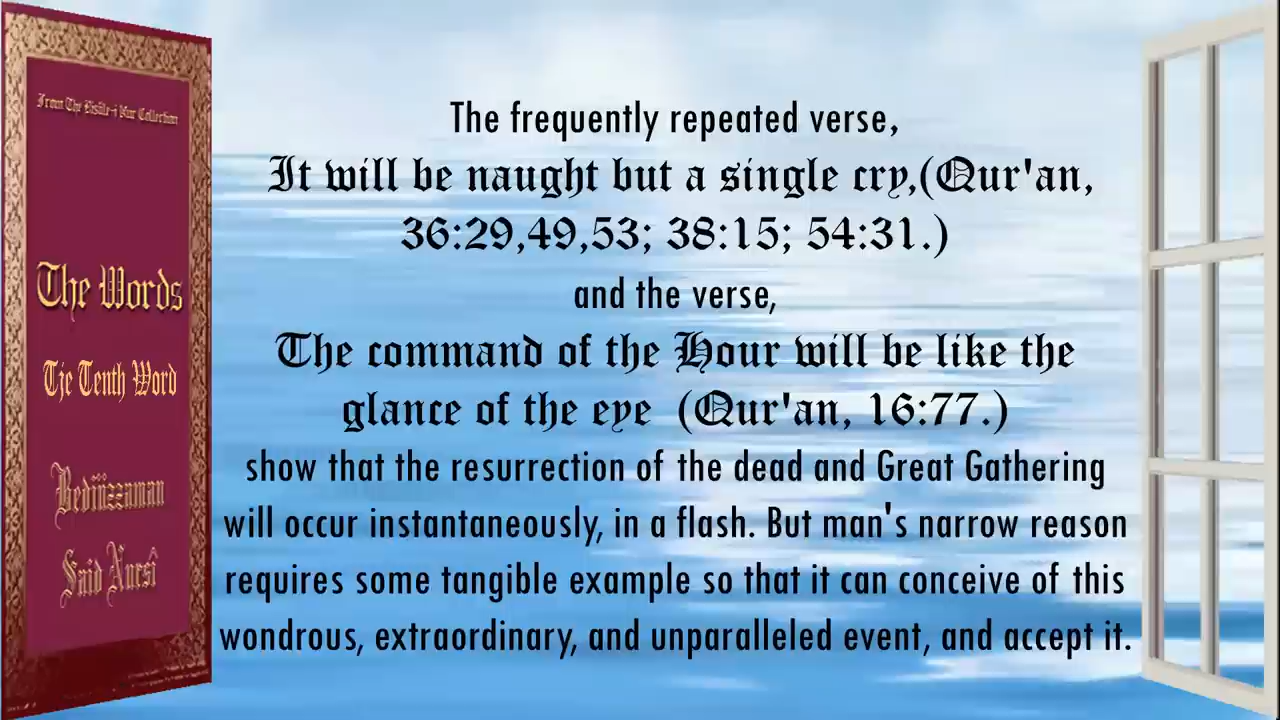 From The Risâle-i Nur Collection
The Words
Tje Tenth Word
Bediüzzaman
Said Nursî
The frequently repeated verse,
It will be naught but a single cry,(Qur'an,
36:29,49,53; 38:15; 54:31.)
and the verse,
The command of the Hour will be like the
glance of the eye (Qur'an, 16:77.)
show that the resurrection of the dead and Great Gathering
will occur instantaneously, in a flash. But man's narrow reason
requires some tangible example so that it can conceive of this
wondrous, extraordinary, and unparalleled event, and accept it.